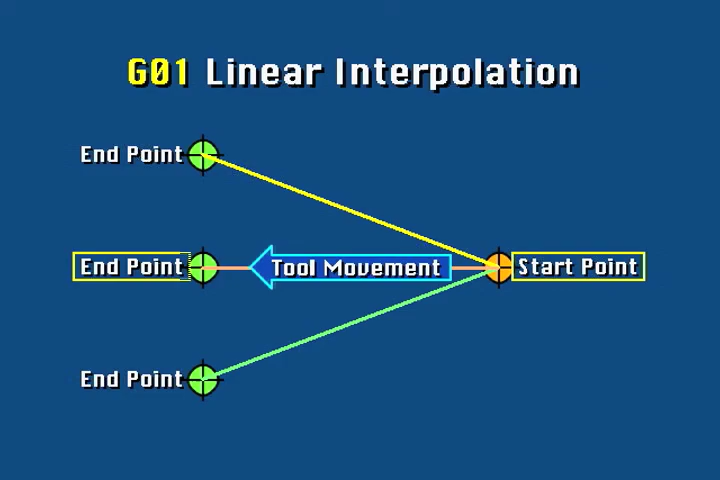 G01 Linear Interpolation
End Point
End Point
Tool Movement
Start Point
End Point